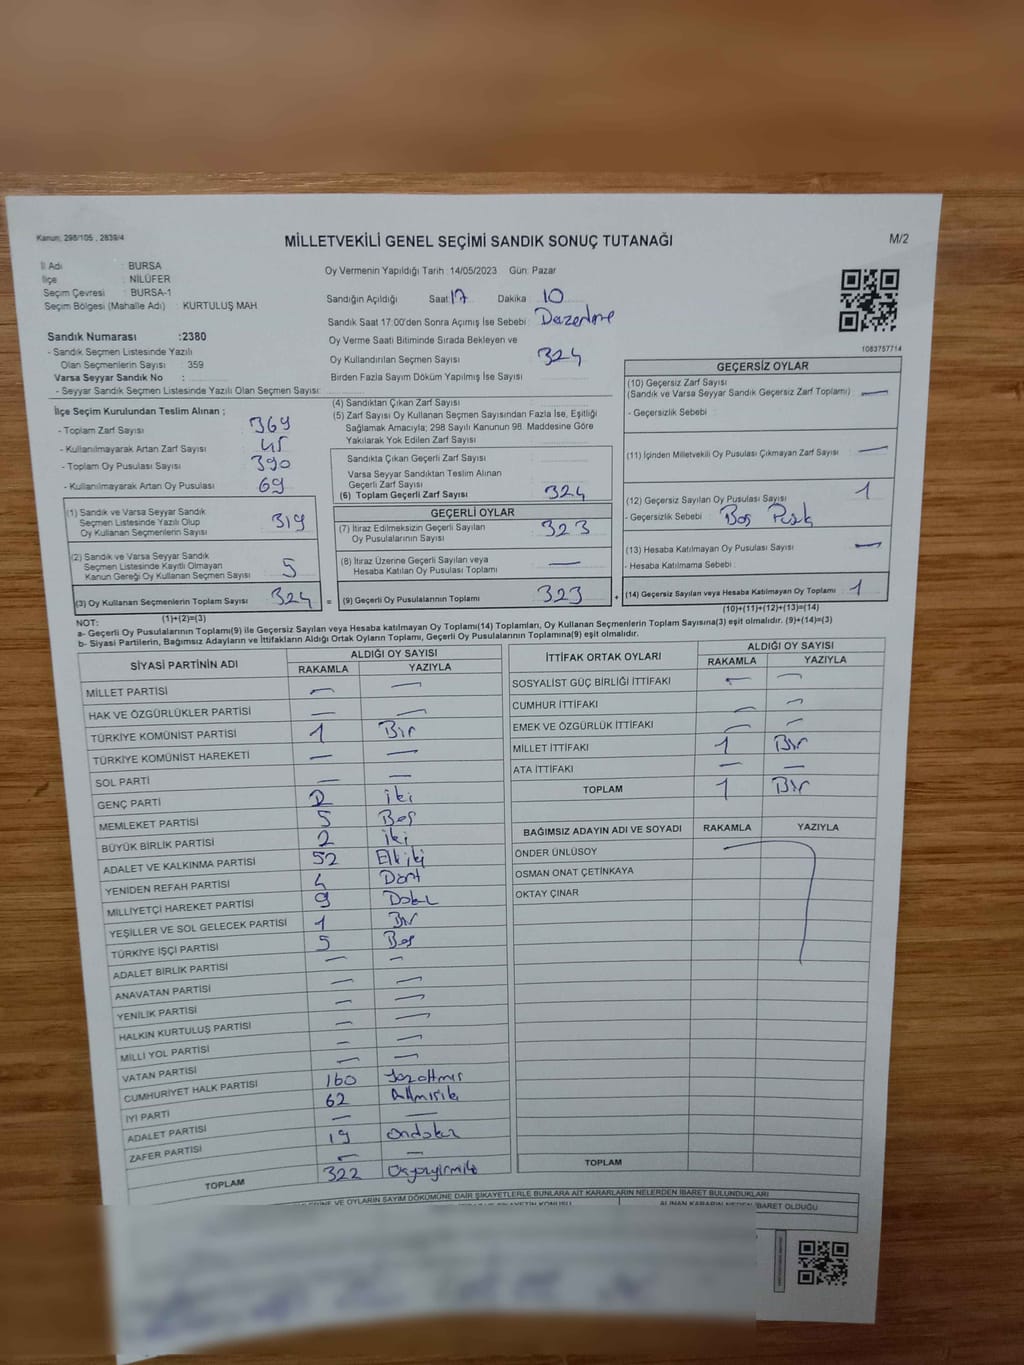 Kanun: 298/105 , 2839/4
MİLLETVEKİLİ GENEL SEÇİMİ SANDIK SONUÇ TUTANAĞI
M/2
İl Adı : BURSA
İlçe : NİLÜFER
Seçim Çevresi : BURSA-1
Seçim Bölgesi (Mahalle Adı) : KURTULUŞ MAH
Sandık Numarası :2380
- Sandık Seçmen Listesinde Yazılı
Olan Seçmenlerin Sayısı : 359
Varsa Seyyar Sandık No :
- Seyyar Sandık Seçmen Listesinde Yazılı Olan Seçmen Sayısı:
Oy Vermenin Yapıldığı Tarih :14/05/2023 Gün: Pazar
Sandığın Açıldığı Saat 17 Dakika 10
Sandık Saat 17:00'den Sonra Açımış İse Sebebi :
Oy Verme Saati Bitiminde Sırada Bekleyen ve
Oy Kullandırılan Seçmen Sayısı 324
Birden Fazla Sayım Döküm Yapılmış İse Sayısı
1083757714
İlçe Seçim Kurulundan Teslim Alınan ;
- Toplam Zarf Sayısı 369
- Kullanılmayarak Artan Zarf Sayısı 45
- Toplam Oy Pusulası Sayısı 390
- Kullanılmayarak Artan Oy Pusulası 69
(1) Sandık ve Varsa Seyyar Sandık
Seçmen Listesinde Yazılı Olup
Oy Kullanan Seçmenlerin Sayısı 319
(2) Sandık ve Varsa Seyyar Sandık
Seçmen Listesinde Kayıtlı Olmayan
Kanun Gereği Oy Kullanan Seçmen Sayısı 5
(3) Oy Kullanan Seçmenlerin Toplam Sayısı 324 =
(1)+(2)=(3)
(4) Sandıktan Çıkan Zarf Sayısı
(5) Zarf Sayısı Oy Kullanan Seçmen Sayısından Fazla İse, Eşitliği
Sağlamak Amacıyla; 298 Sayılı Kanunun 98. Maddesine Göre
Yakılarak Yok Edilen Zarf Sayısı
Sandıkta Çıkan Geçerli Zarf Sayısı
Varsa Seyyar Sandıktan Teslim Alınan
Geçerli Zarf Sayısı
(6) Toplam Geçerli Zarf Sayısı 324
GEÇERLİ OYLAR
(7) İtiraz Edilmeksizin Geçerli Sayılan
Oy Pusulalarının Sayısı 323
(8) İtiraz Üzerine Geçerli Sayılan veya
Hesaba Katılan Oy Pusulası Toplamı —
(9) Geçerli Oy Pusulalarının Toplamı 323 +
GEÇERSİZ OYLAR
(10) Geçersiz Zarf Sayısı
(Sandık ve Varsa Seyyar Sandık Geçersiz Zarf Toplamı) —
- Geçersizlik Sebebi :
(11) İçinden Milletvekili Oy Pusulası Çıkmayan Zarf Sayısı —
(12) Geçersiz Sayılan Oy Pusulası Sayısı 1
- Geçersizlik Sebebi : Boş
(13) Hesaba Katılmayan Oy Pusulası Sayısı —
- Hesaba Katılmama Sebebi :
(14) Geçersiz Sayılan veya Hesaba Katılmayan Oy Toplamı 1
(10)+(11)+(12)+(13)=(14)
NOT:
a- Geçerli Oy Pusulalarının Toplamı(9) ile Geçersiz Sayılan veya Hesaba Katılmayan Oy Toplamı(14) Toplamları, Oy Kullanan Seçmenlerin Toplam Sayısına(3) eşit olmalıdır. (9)+(14)=(3)
b- Siyasi Partilerin, Bağımsız Adayların ve İttifakların Aldığı Ortak Oyların Toplamı, Geçerli Oy Pusulalarının Toplamına(9) eşit olmalıdır.
SİYASİ PARTİNİN ADI
ALDIĞI OY SAYISI
RAKAMLA YAZIYLA
MİLLET PARTİSİ — —
HAK VE ÖZGÜRLÜKLER PARTİSİ — —
TÜRKİYE KOMÜNİST PARTİSİ 1 Bir
TÜRKİYE KOMÜNİST HAREKETİ — —
SOL PARTİ — —
GENÇ PARTİ 2 iki
MEMLEKET PARTİSİ 5 Beş
BÜYÜK BİRLİK PARTİSİ 2 iki
ADALET VE KALKINMA PARTİSİ 52
YENİDEN REFAH PARTİSİ 4 Dört
MİLLİYETÇİ HAREKET PARTİSİ 9
YEŞİLLER VE SOL GELECEK PARTİSİ 1 Bir
TÜRKİYE İŞÇİ PARTİSİ 5 Beş
ADALET BİRLİK PARTİSİ — —
ANAVATAN PARTİSİ — —
YENİLİK PARTİSİ — —
HALKIN KURTULUŞ PARTİSİ — —
MİLLİ YOL PARTİSİ — —
VATAN PARTİSİ — —
CUMHURİYET HALK PARTİSİ 160
İYİ PARTİ 62
ADALET PARTİSİ — —
ZAFER PARTİSİ 19
TOPLAM 322
İTTİFAK ORTAK OYLARI
ALDIĞI OY SAYISI
RAKAMLA YAZIYLA
SOSYALİST GÜÇ BİRLİĞİ İTTİFAKI — —
CUMHUR İTTİFAKI — —
EMEK VE ÖZGÜRLÜK İTTİFAKI — —
MİLLET İTTİFAKI 1 Bir
ATA İTTİFAKI — —
TOPLAM 1 Bir
BAĞIMSIZ ADAYIN ADI VE SOYADI RAKAMLA YAZIYLA
ÖNDER ÜNLÜSOY
OSMAN ONAT ÇETİNKAYA
OKTAY ÇINAR
TOPLAM
VE OYLARIN SAYIM DÖKÜMÜNE DAİR ŞİKAYETLERLE BUNLARA AİT KARARLARIN NELERDEN İBARET BULUNDUKLARI